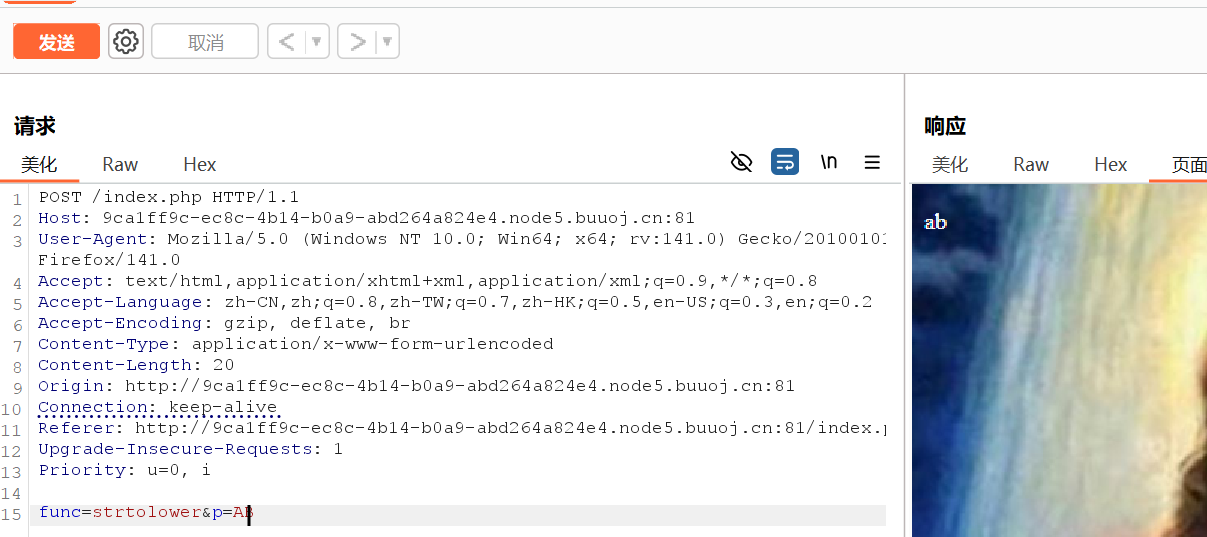 发送
取消
请求
美化 Raw Hex
\n
1 POST /index.php HTTP/1.1
2 Host: 9ca1ff9c-ec8c-4b14-b0a9-abd264a824e4.node5.buuoj.cn:81
3 User-Agent: Mozilla/5.0 (Windows NT 10.0; Win64; x64; rv:141.0) Gecko/20100101
Firefox/141.0
4 Accept: text/html,application/xhtml+xml,application/xml;q=0.9,*/*;q=0.8
5 Accept-Language: zh-CN,zh;q=0.8,zh-TW;q=0.7,zh-HK;q=0.5,en-US;q=0.3,en;q=0.2
6 Accept-Encoding: gzip, deflate, br
7 Content-Type: application/x-www-form-urlencoded
8 Content-Length: 20
9 Origin: http://9ca1ff9c-ec8c-4b14-b0a9-abd264a824e4.node5.buuoj.cn:81
10 Connection: keep-alive
11 Referer: http://9ca1ff9c-ec8c-4b14-b0a9-abd264a824e4.node5.buuoj.cn:81/index.p
12 Upgrade-Insecure-Requests: 1
13 Priority: u=0, i
14
15 func=strtolower&p=AB
响应
美化 Raw Hex 页面
ab